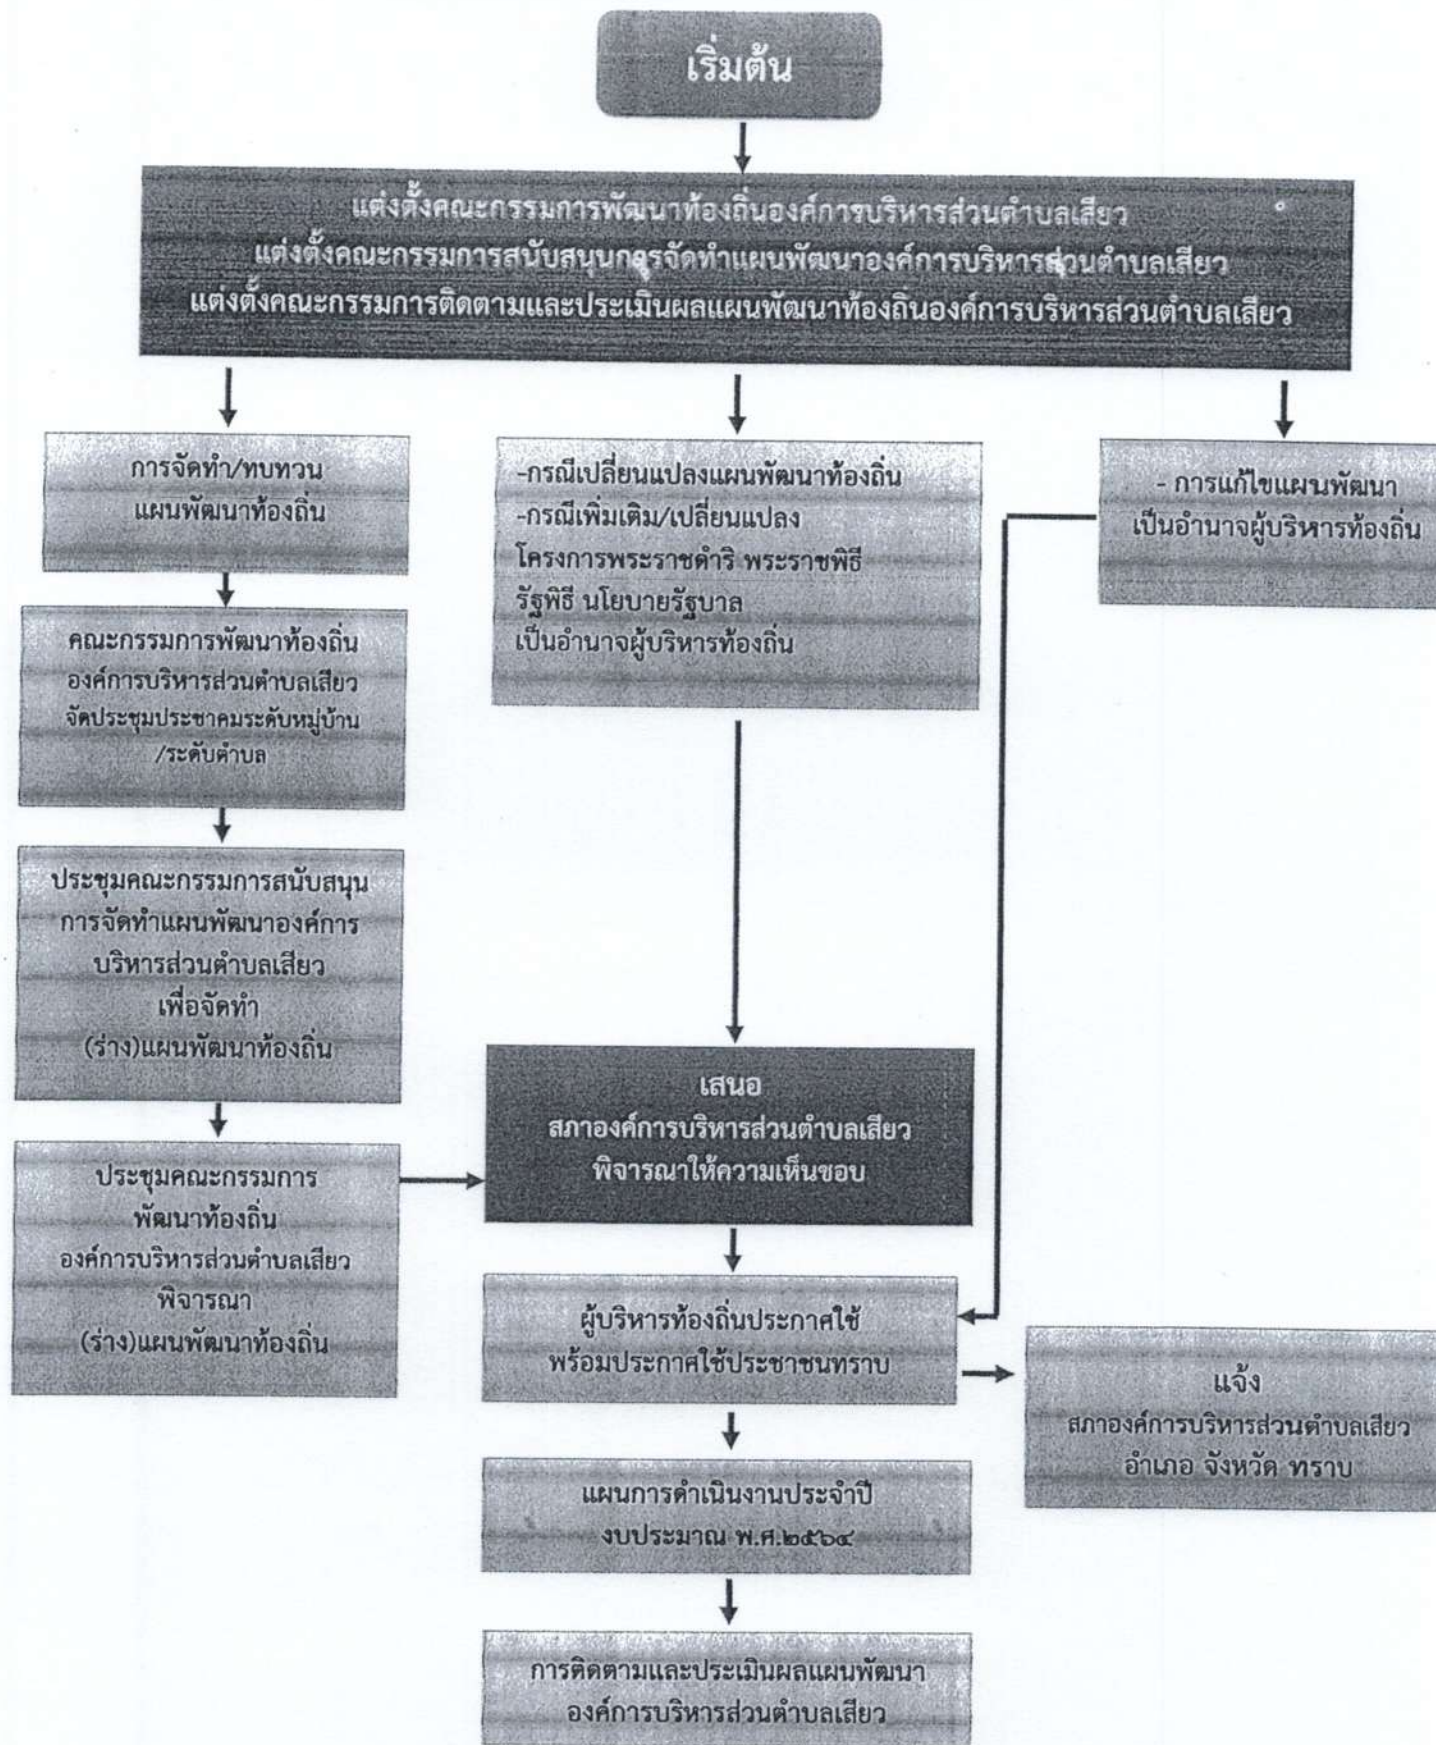 เริ่มต้น
แต่งตั้งคณะกรรมการพัฒนาท้องถิ่นองค์การบริหารส่วนตำบลเสียว
แต่งตั้งคณะกรรมการสนับสนุนการจัดทำแผนพัฒนาองค์การบริหารส่วนตำบลเสียว
แต่งตั้งคณะกรรมการติดตามและประเมินผลแผนพัฒนาท้องถิ่นองค์การบริหารส่วนตำบลเสียว
การจัดทำ/ทบทวน
แผนพัฒนาท้องถิ่น
คณะกรรมการพัฒนาท้องถิ่น
องค์การบริหารส่วนตำบลเสียว
จัดประชุมประชาคมระดับหมู่บ้าน
/ระดับตำบล
ประชุมคณะกรรมการสนับสนุน
การจัดทำแผนพัฒนาองค์การ
บริหารส่วนตำบลเสียว
เพื่อจัดทำ
(ร่าง)แผนพัฒนาท้องถิ่น
ประชุมคณะกรรมการ
พัฒนาท้องถิ่น
องค์การบริหารส่วนตำบลเสียว
พิจารณา
(ร่าง)แผนพัฒนาท้องถิ่น
-กรณีเปลี่ยนแปลงแผนพัฒนาท้องถิ่น
-กรณีเพิ่มเติม/เปลี่ยนแปลง
โครงการพระราชดำริ พระราชพิธี
รัฐพิธี นโยบายรัฐบาล
เป็นอำนาจผู้บริหารท้องถิ่น
- การแก้ไขแผนพัฒนา
เป็นอำนาจผู้บริหารท้องถิ่น
เสนอ
สภาองค์การบริหารส่วนตำบลเสียว
พิจารณาให้ความเห็นชอบ
ผู้บริหารท้องถิ่นประกาศใช้
พร้อมประกาศใช้ประชาชนทราบ
แจ้ง
สภาองค์การบริหารส่วนตำบลเสียว
อำเภอ จังหวัด ทราบ
แผนการดำเนินงานประจำปี
งบประมาณ พ.ศ.๒๕๖๔
การติดตามและประเมินผลแผนพัฒนา
องค์การบริหารส่วนตำบลเสียว